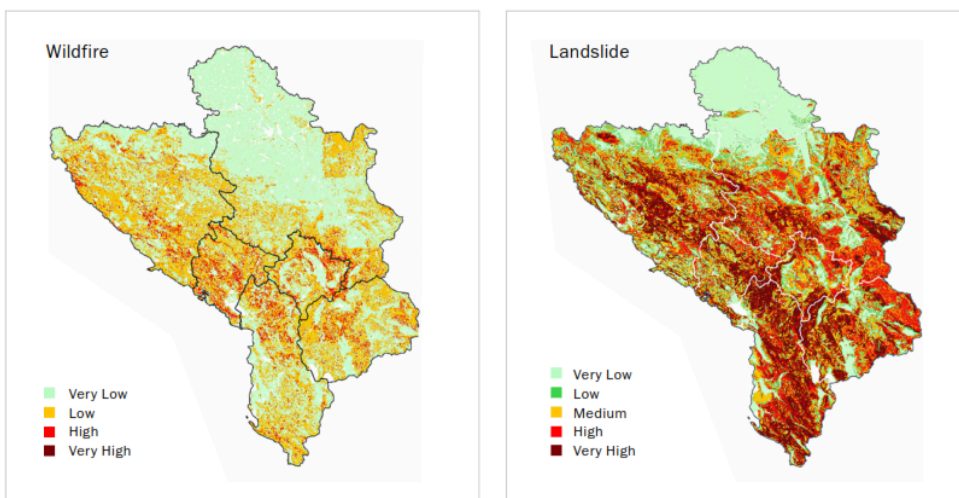 Wildfire
Very Low
Low
High
Very High
Landslide
Very Low
Low
Medium
High
Very High